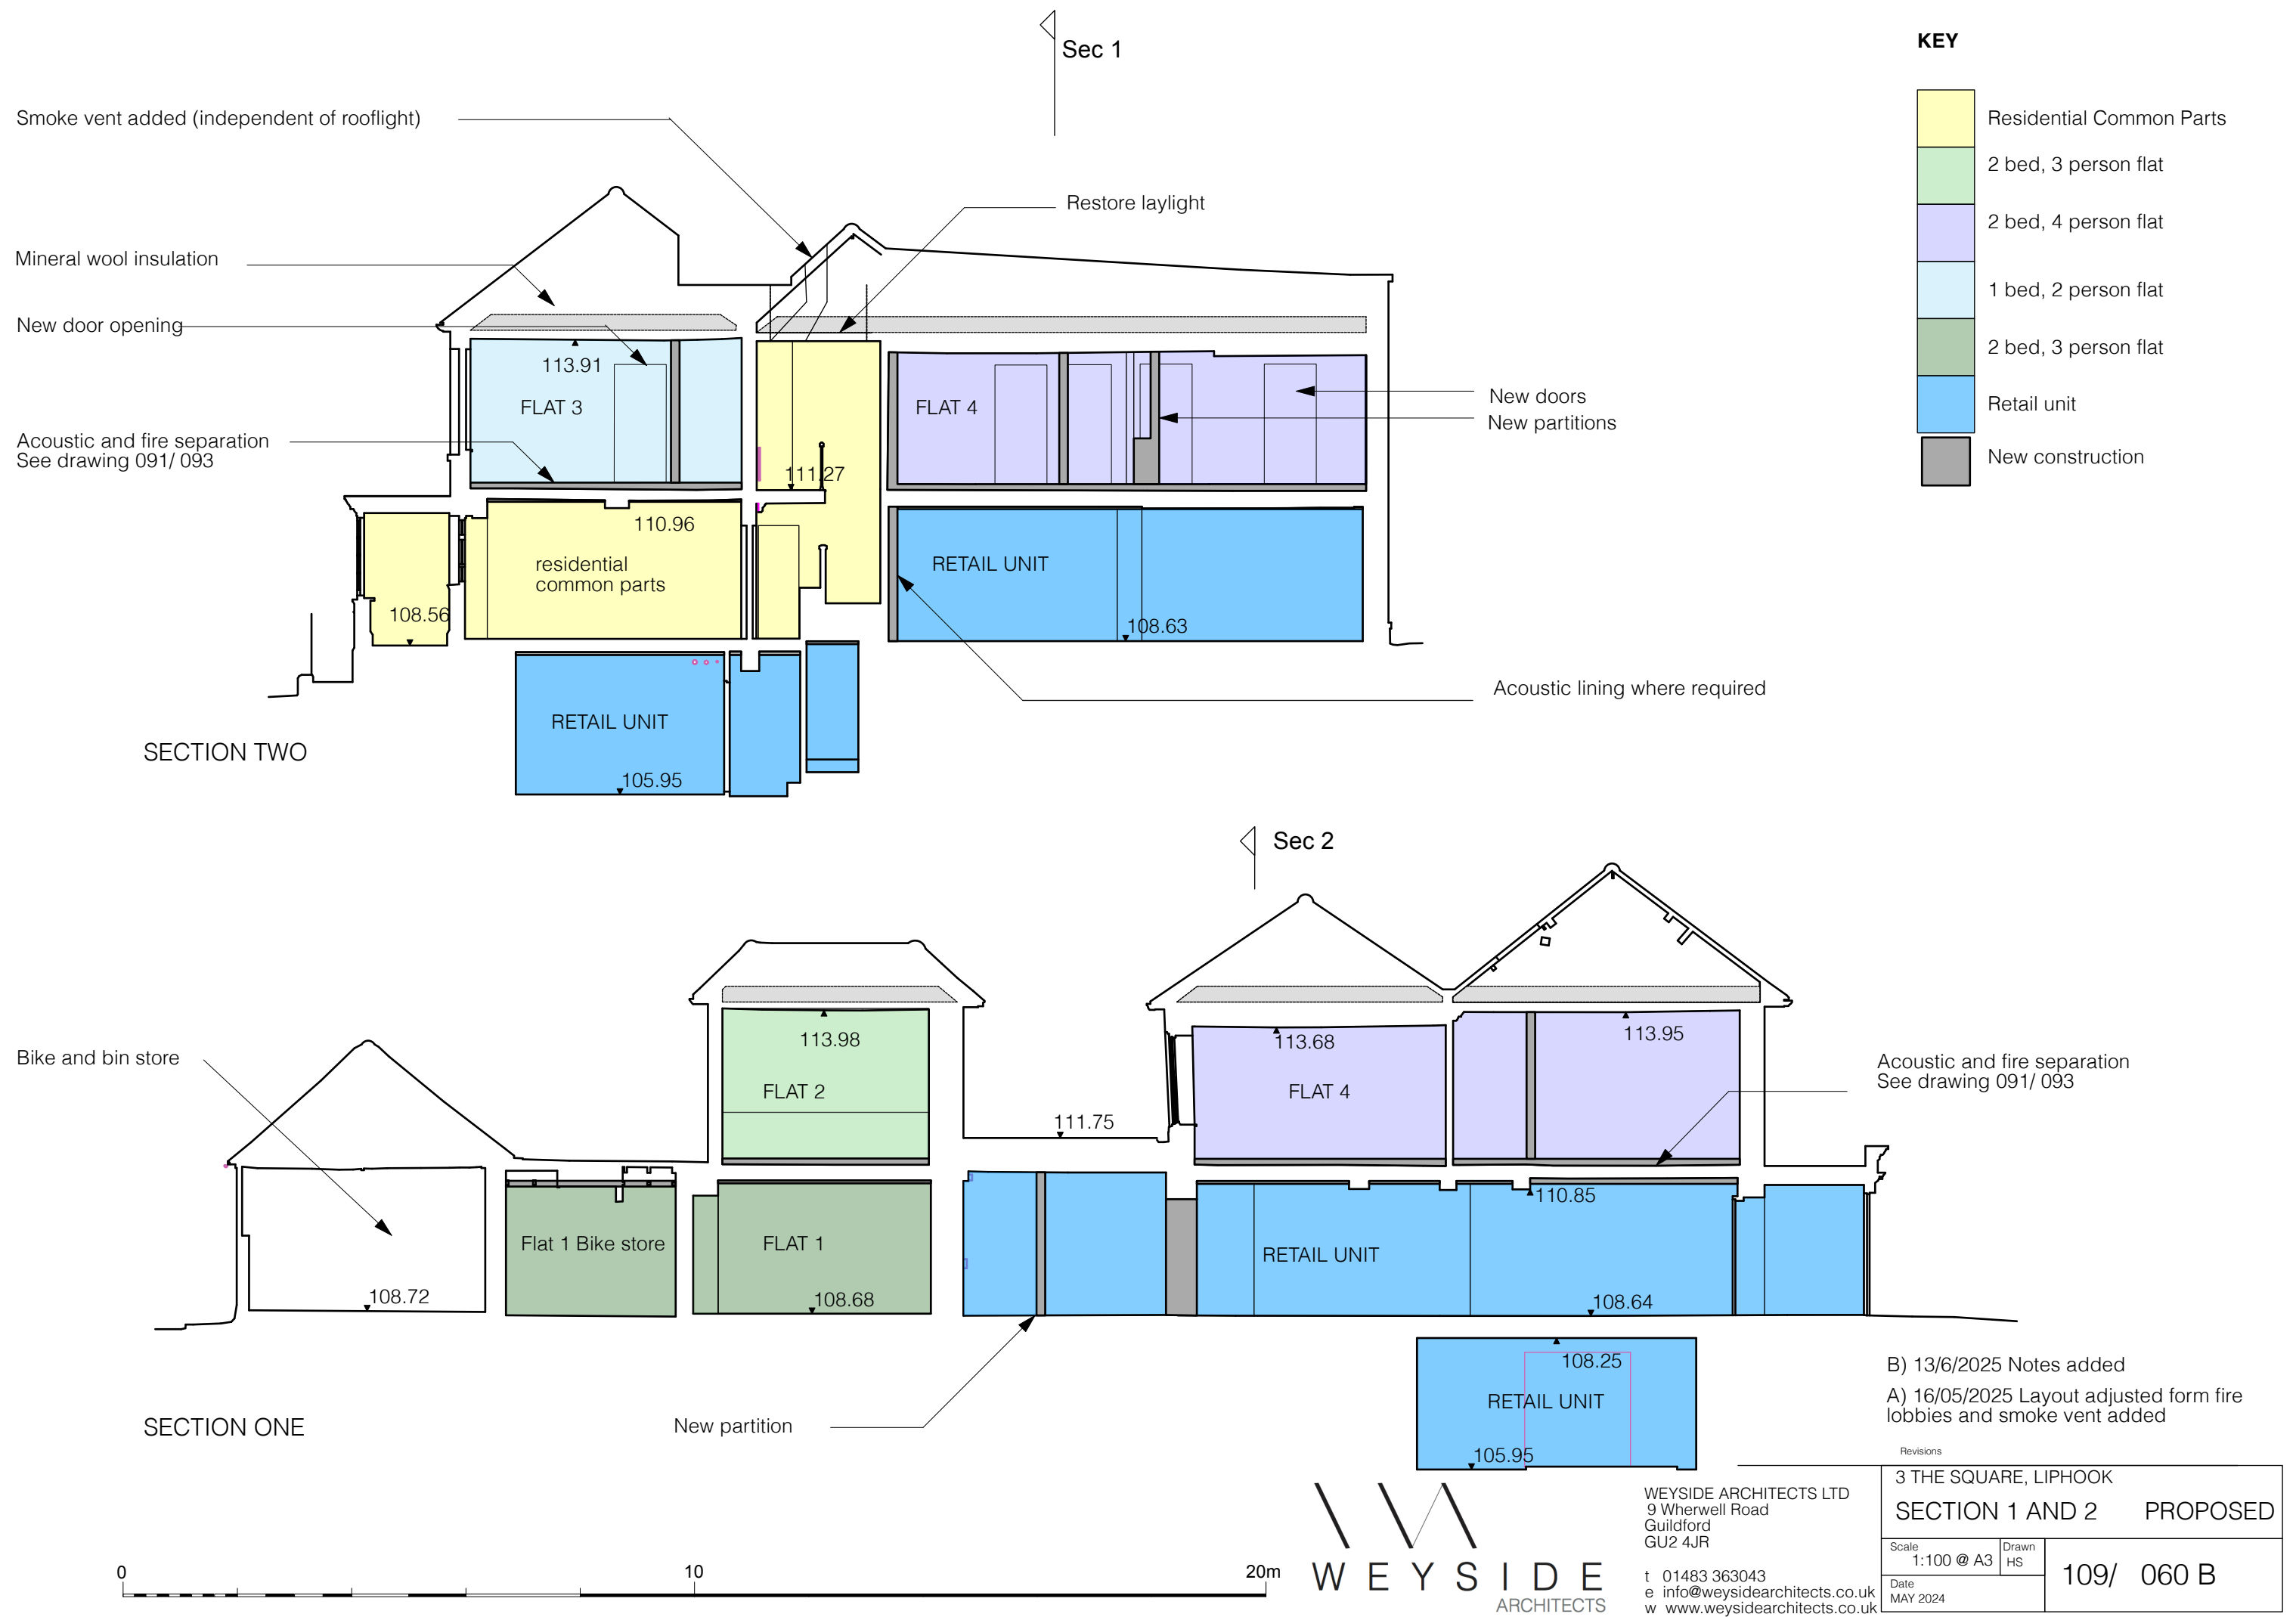 Sec 1
KEY
Smoke vent added (independent of rooflight)
Residential Common Parts
2 bed, 3 person flat
Restore laylight
2 bed, 4 person flat
Mineral wool insulation
1 bed, 2 person flat
New door opening
2 bed, 3 person flat
113.91
FLAT 3
FLAT 4
New doors
New partitions
Retail unit
Acoustic and fire separation
See drawing 091/ 093
New construction
111.27
110.96
residential
common parts
RETAIL UNIT
108.56
108.63
Acoustic lining where required
RETAIL UNIT
105.95
SECTION TWO
Sec 2
113.98
113.68
113.95
Bike and bin store
FLAT 2
FLAT 4
Acoustic and fire separation
See drawing 091/ 093
111.75
110.85
Flat 1 Bike store
FLAT 1
RETAIL UNIT
108.72
108.68
108.64
108.25
RETAIL UNIT
105.95
B) 13/6/2025 Notes added
A) 16/05/2025 Layout adjusted form fire
lobbies and smoke vent added
SECTION ONE
New partition
Revisions
3 THE SQUARE, LIPHOOK
SECTION 1 AND 2 PROPOSED
Scale
1:100 @ A3
Drawn
HS
Date
MAY 2024
109/ 060 B
WEYSIDE ARCHITECTS LTD
9 Wherwell Road
Guildford
GU2 4JR
t 01483 363043
e info@weysidearchitects.co.uk
w www.weysidearchitects.co.uk
WEYSIDE
ARCHITECTS
0 10 20m